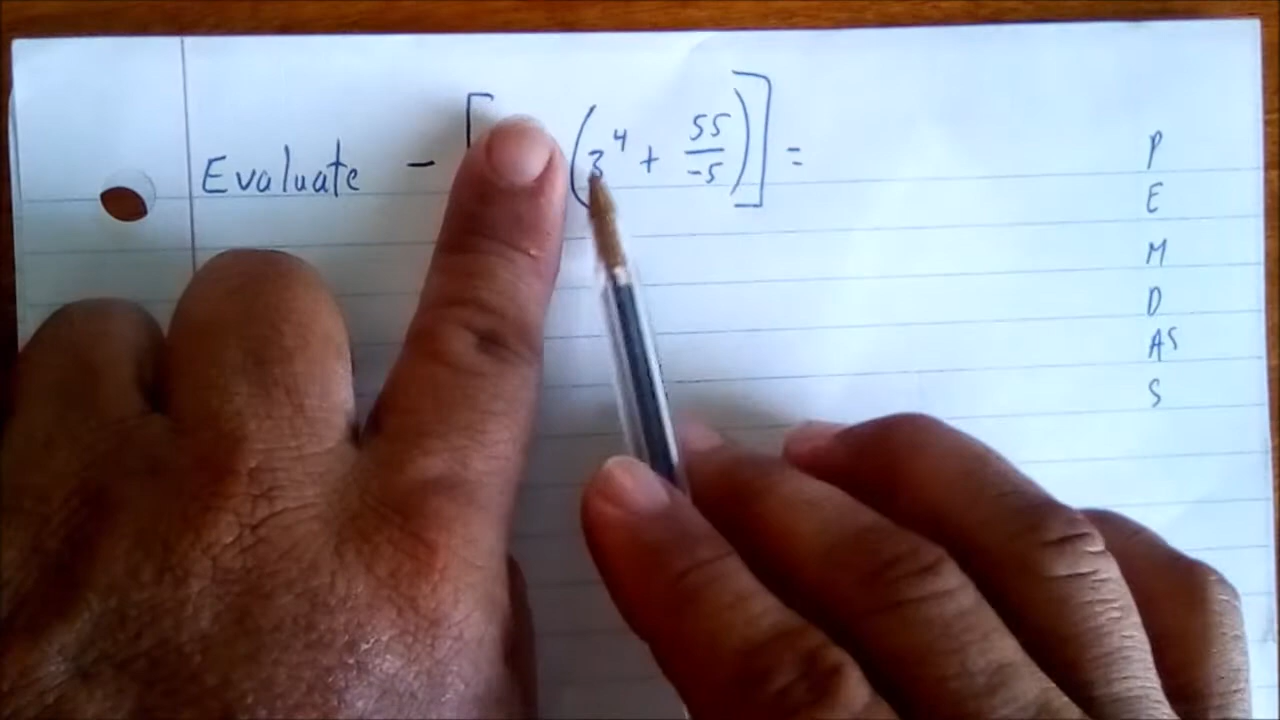 Evaluate - [ (3⁴ + 55/-5)] =
P
E
M
D
AS
S